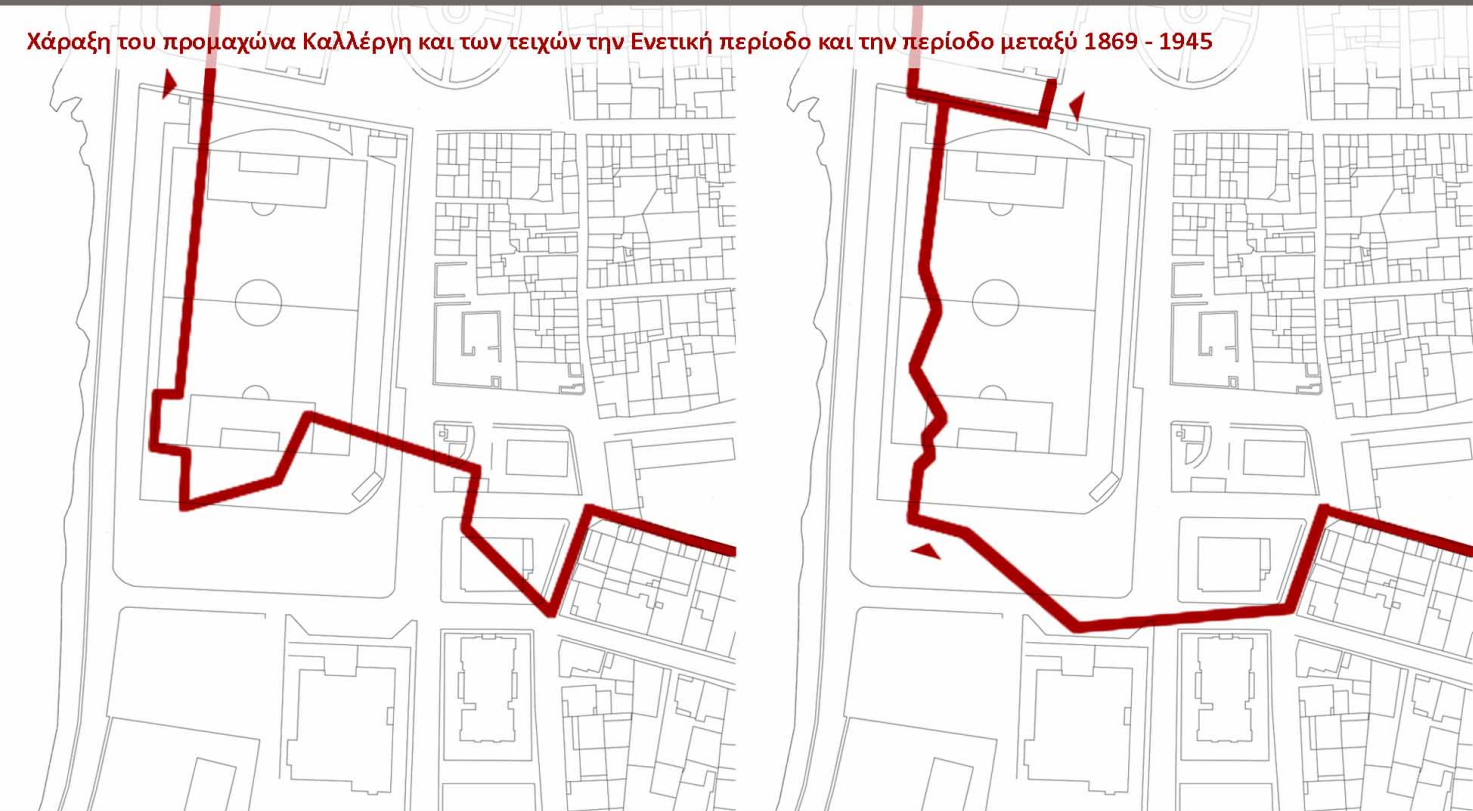 Χάραξη του προμαχώνα Καλλέργη και των τειχών την Ενετική περίοδο και την περίοδο μεταξύ 1869 - 1945